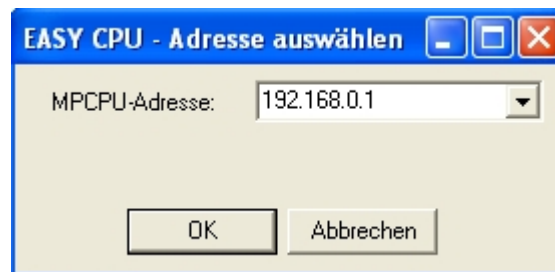 EASY CPU - Adresse auswählen
MPCPU-Adresse: 192.168.0.1
OK Abbrechen